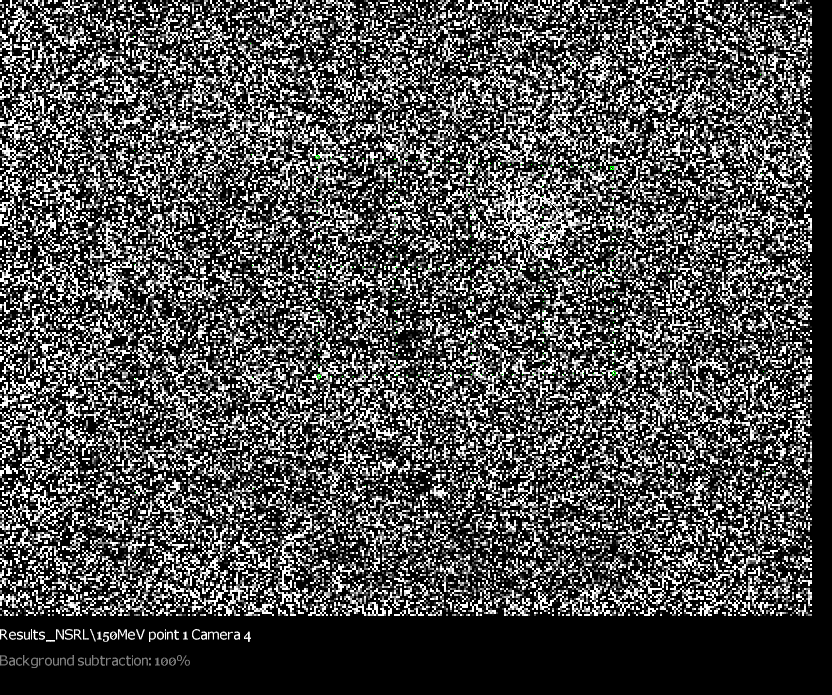 Results_NSRL\150MeV point 1 Camera 4
Background subtraction: 100%